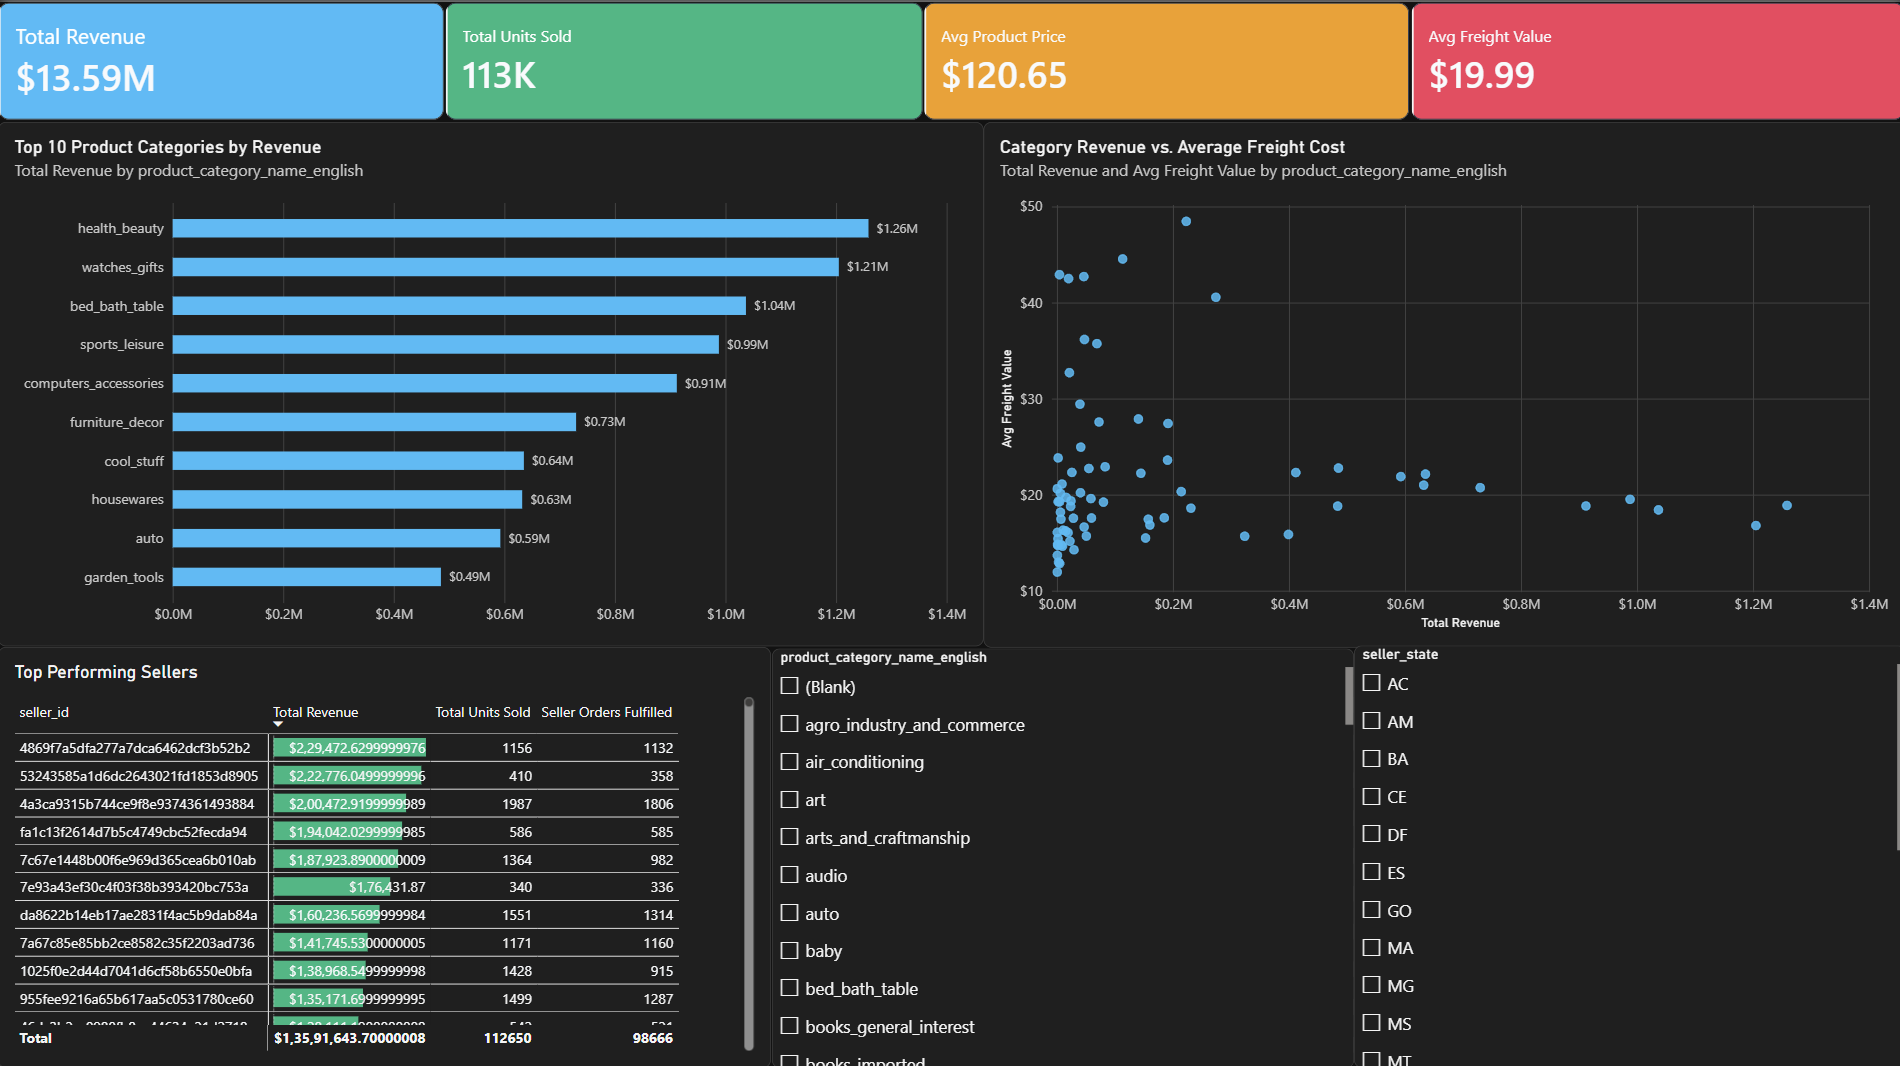 Total Revenue
$13.59M
Total Units Sold
113K
Avg Product Price
$120.65
Avg Freight Value
$19.99
Top 10 Product Categories by Revenue
Total Revenue by product_category_name_english
health_beauty $1.26M
watches_gifts $1.21M
bed_bath_table $1.04M
sports_leisure $0.99M
computers_accessories $0.91M
furniture_decor $0.73M
cool_stuff $0.64M
housewares $0.63M
auto $0.59M
garden_tools $0.49M
$0.0M $0.2M $0.4M $0.6M $0.8M $1.0M $1.2M $1.4M
Category Revenue vs. Average Freight Cost
Total Revenue and Avg Freight Value by product_category_name_english
Avg Freight Value
$50
$40
$30
$20
$10
$0.0M $0.2M $0.4M $0.6M $0.8M $1.0M $1.2M $1.4M
Total Revenue
Top Performing Sellers
seller_id Total Revenue Total Units Sold Seller Orders Fulfilled
4869f7a5dfa277a7dca6462dcf3b52b2 $2,29,472.6299999976 1156 1132
53243585a1d6dc2643021fd1853d8905 $2,22,776.0499999996 410 358
4a3ca9315b744ce9f8e9374361493884 $2,00,472.9199999989 1987 1806
fa1c13f2614d7b5c4749cbc52fecda94 $1,94,042.0299999985 586 585
7c67e1448b00f6e969d365cea6b010ab $1,87,923.8900000009 1364 982
7e93a43ef30c4f03f38b393420bc753a $1,76,431.87 340 336
da8622b14eb17ae2831f4ac5b9dab84a $1,60,236.5699999984 1551 1314
7a67c85e85bb2ce8582c35f2203ad736 $1,41,745.5300000005 1171 1160
1025f0e2d44d7041d6cf58b6550e0bfa $1,38,968.5499999998 1428 915
955fee9216a65b617aa5c0531780ce60 $1,35,171.6999999995 1499 1287
Total $1,35,91,643.70000008 112650 98666
product_category_name_english
(Blank)
agro_industry_and_commerce
air_conditioning
art
arts_and_craftmanship
audio
auto
baby
bed_bath_table
books_general_interest
books_imported
seller_state
AC
AM
BA
CE
DF
ES
GO
MA
MG
MS
MT